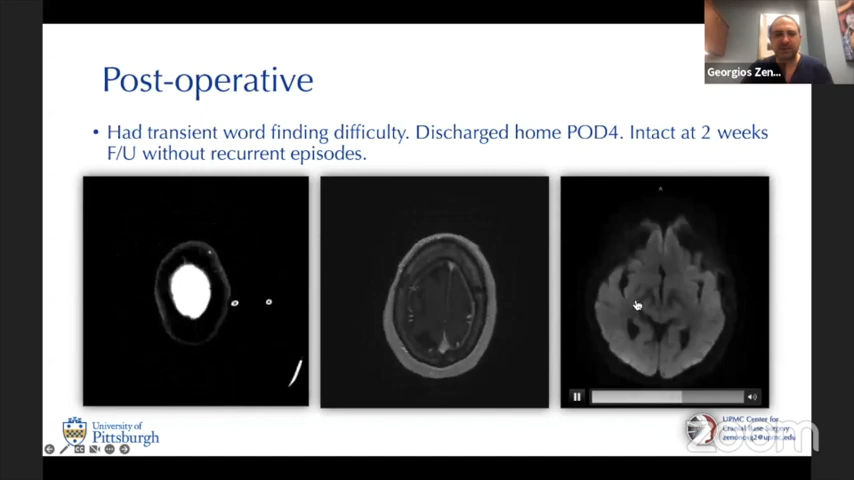 Georgios Zen...
Post-operative
• Had transient word finding difficulty. Discharged home POD4. Intact at 2 weeks
F/U without recurrent episodes.
University of
Pittsburgh
UPMC Center for
Cranial Base Surgery
zoom